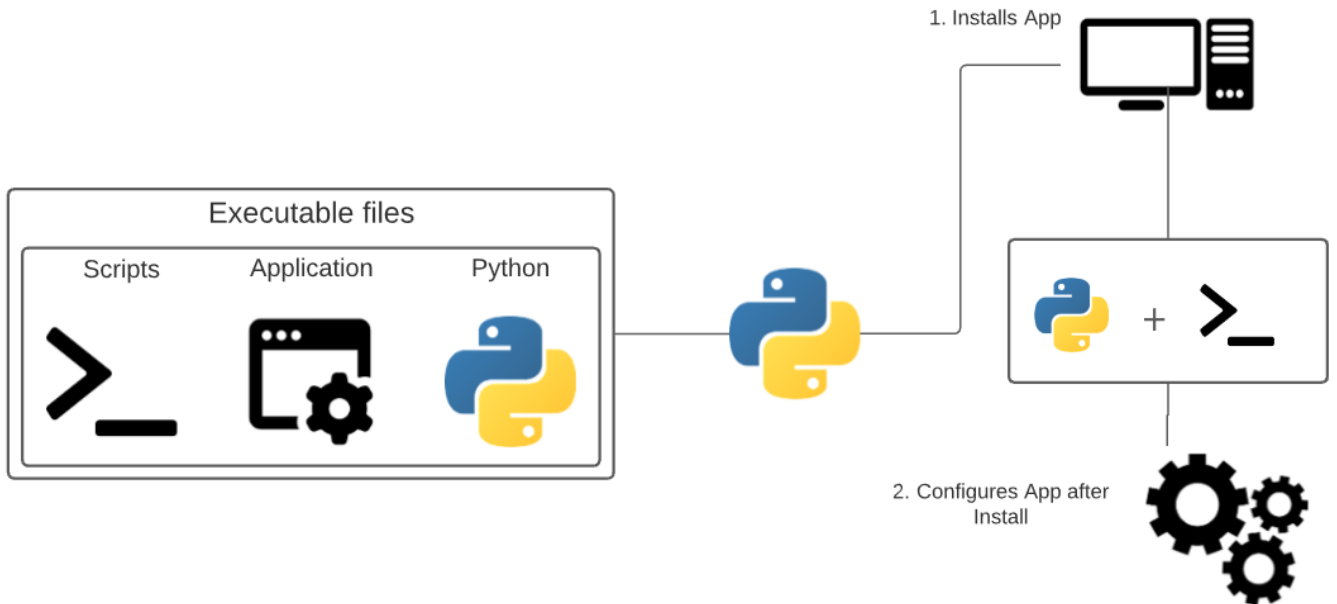 1. Installs App
Executable files
Scripts
Application
Python
+
2. Configures App after
Install